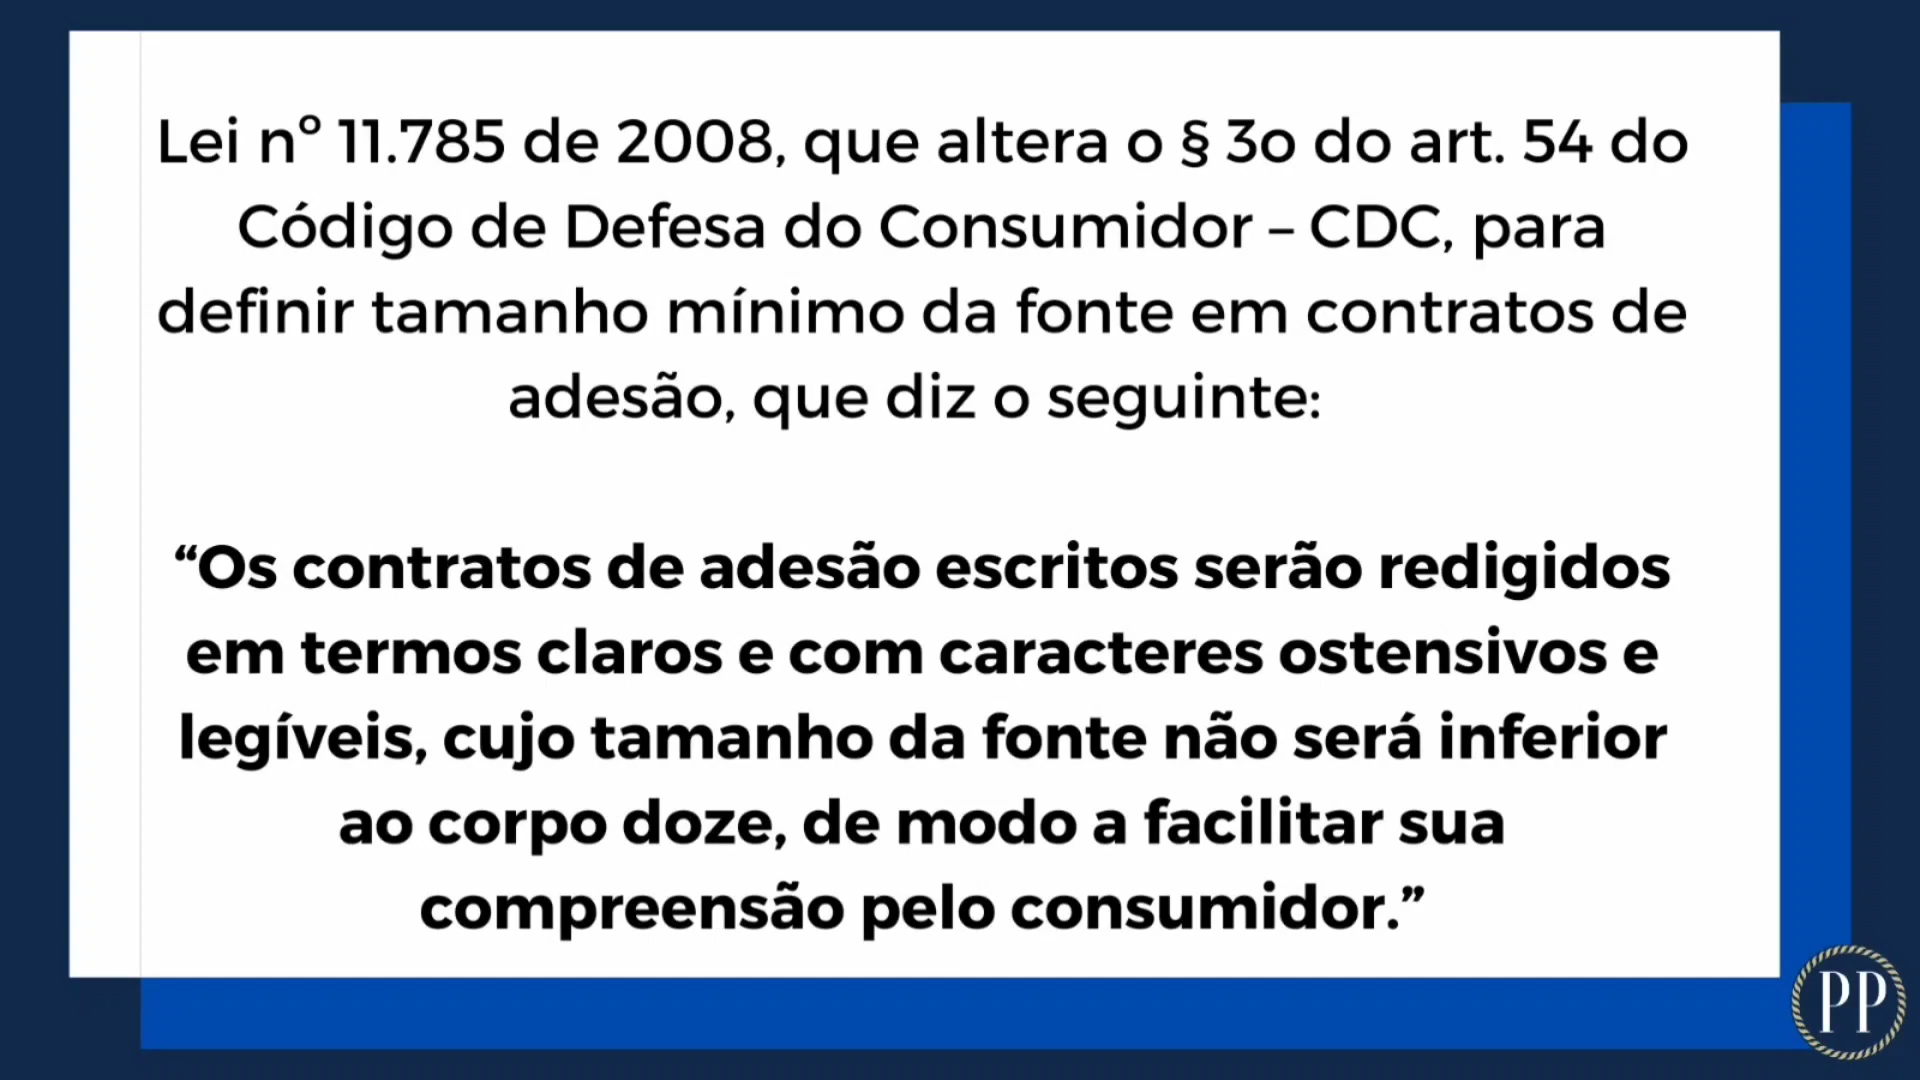 Lei nº 11.785 de 2008, que altera o § 3o do art. 54 do
Código de Defesa do Consumidor – CDC, para
definir tamanho mínimo da fonte em contratos de
adesão, que diz o seguinte:
“Os contratos de adesão escritos serão redigidos
em termos claros e com caracteres ostensivos e
legíveis, cujo tamanho da fonte não será inferior
ao corpo doze, de modo a facilitar sua
compreensão pelo consumidor.”
PP